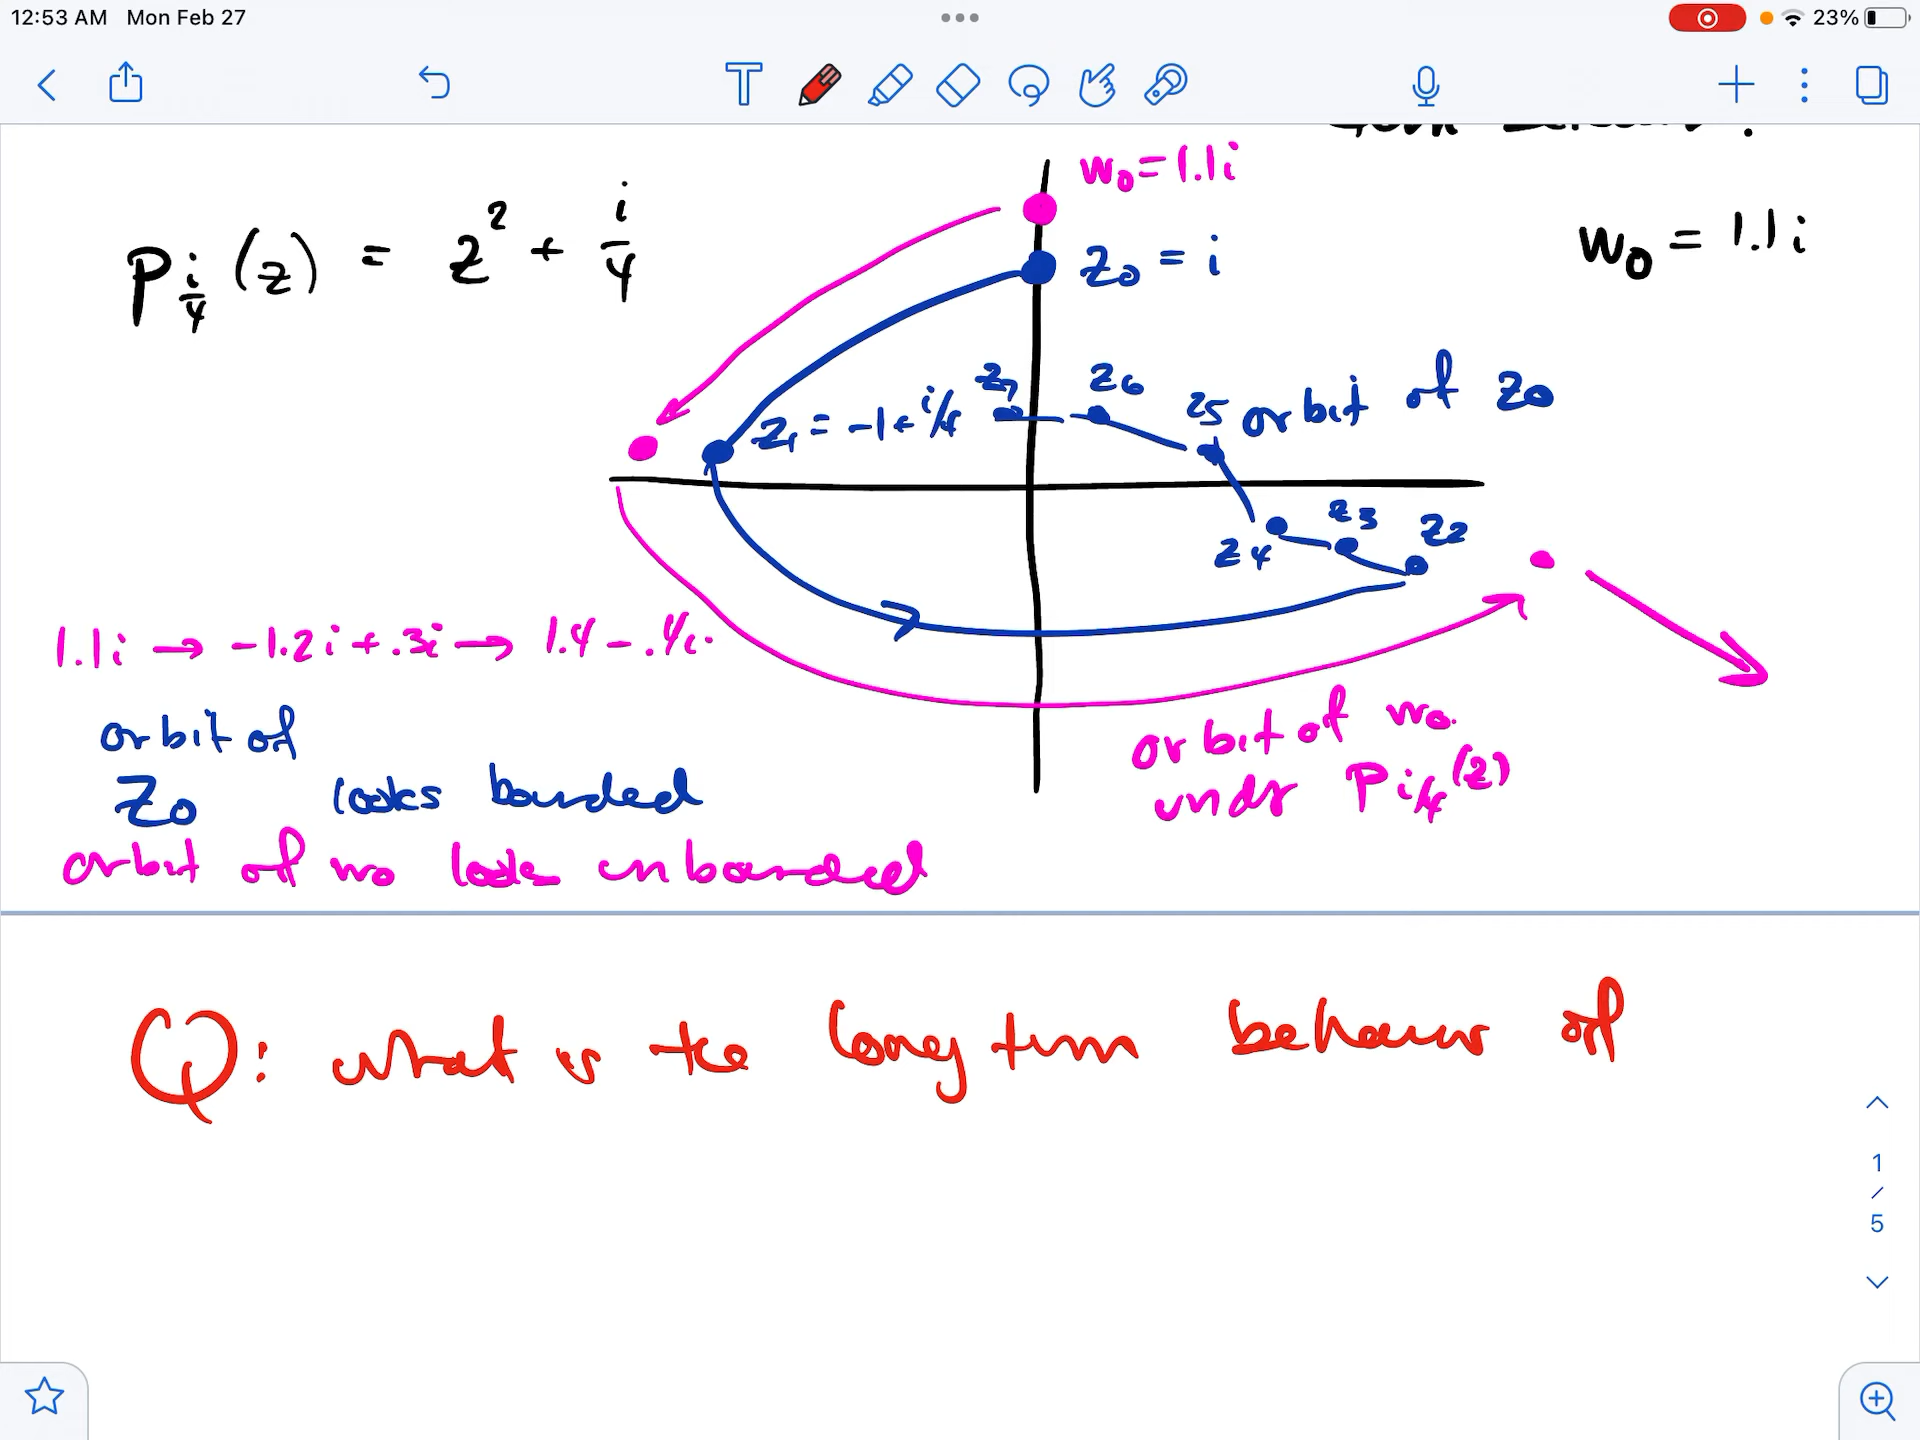 12:53 AM Mon Feb 27
23%
w₀ = 1.1i
P_{i/4}(z) = z² + i/4
z₀ = i
w₀ = 1.1i
z₁ = -1 + i/4
z₇
z₆
z₅
orbit of z₀
z₄
z₃
z₂
1.1i → -1.2i + .3i → 1.4 - .4i
orbit of
z₀ looks bounded
orbit of w₀
under P_{i/4}(z)
orbit of w₀ looks unbounded
Q: what is the long term behavior of
1
/
5